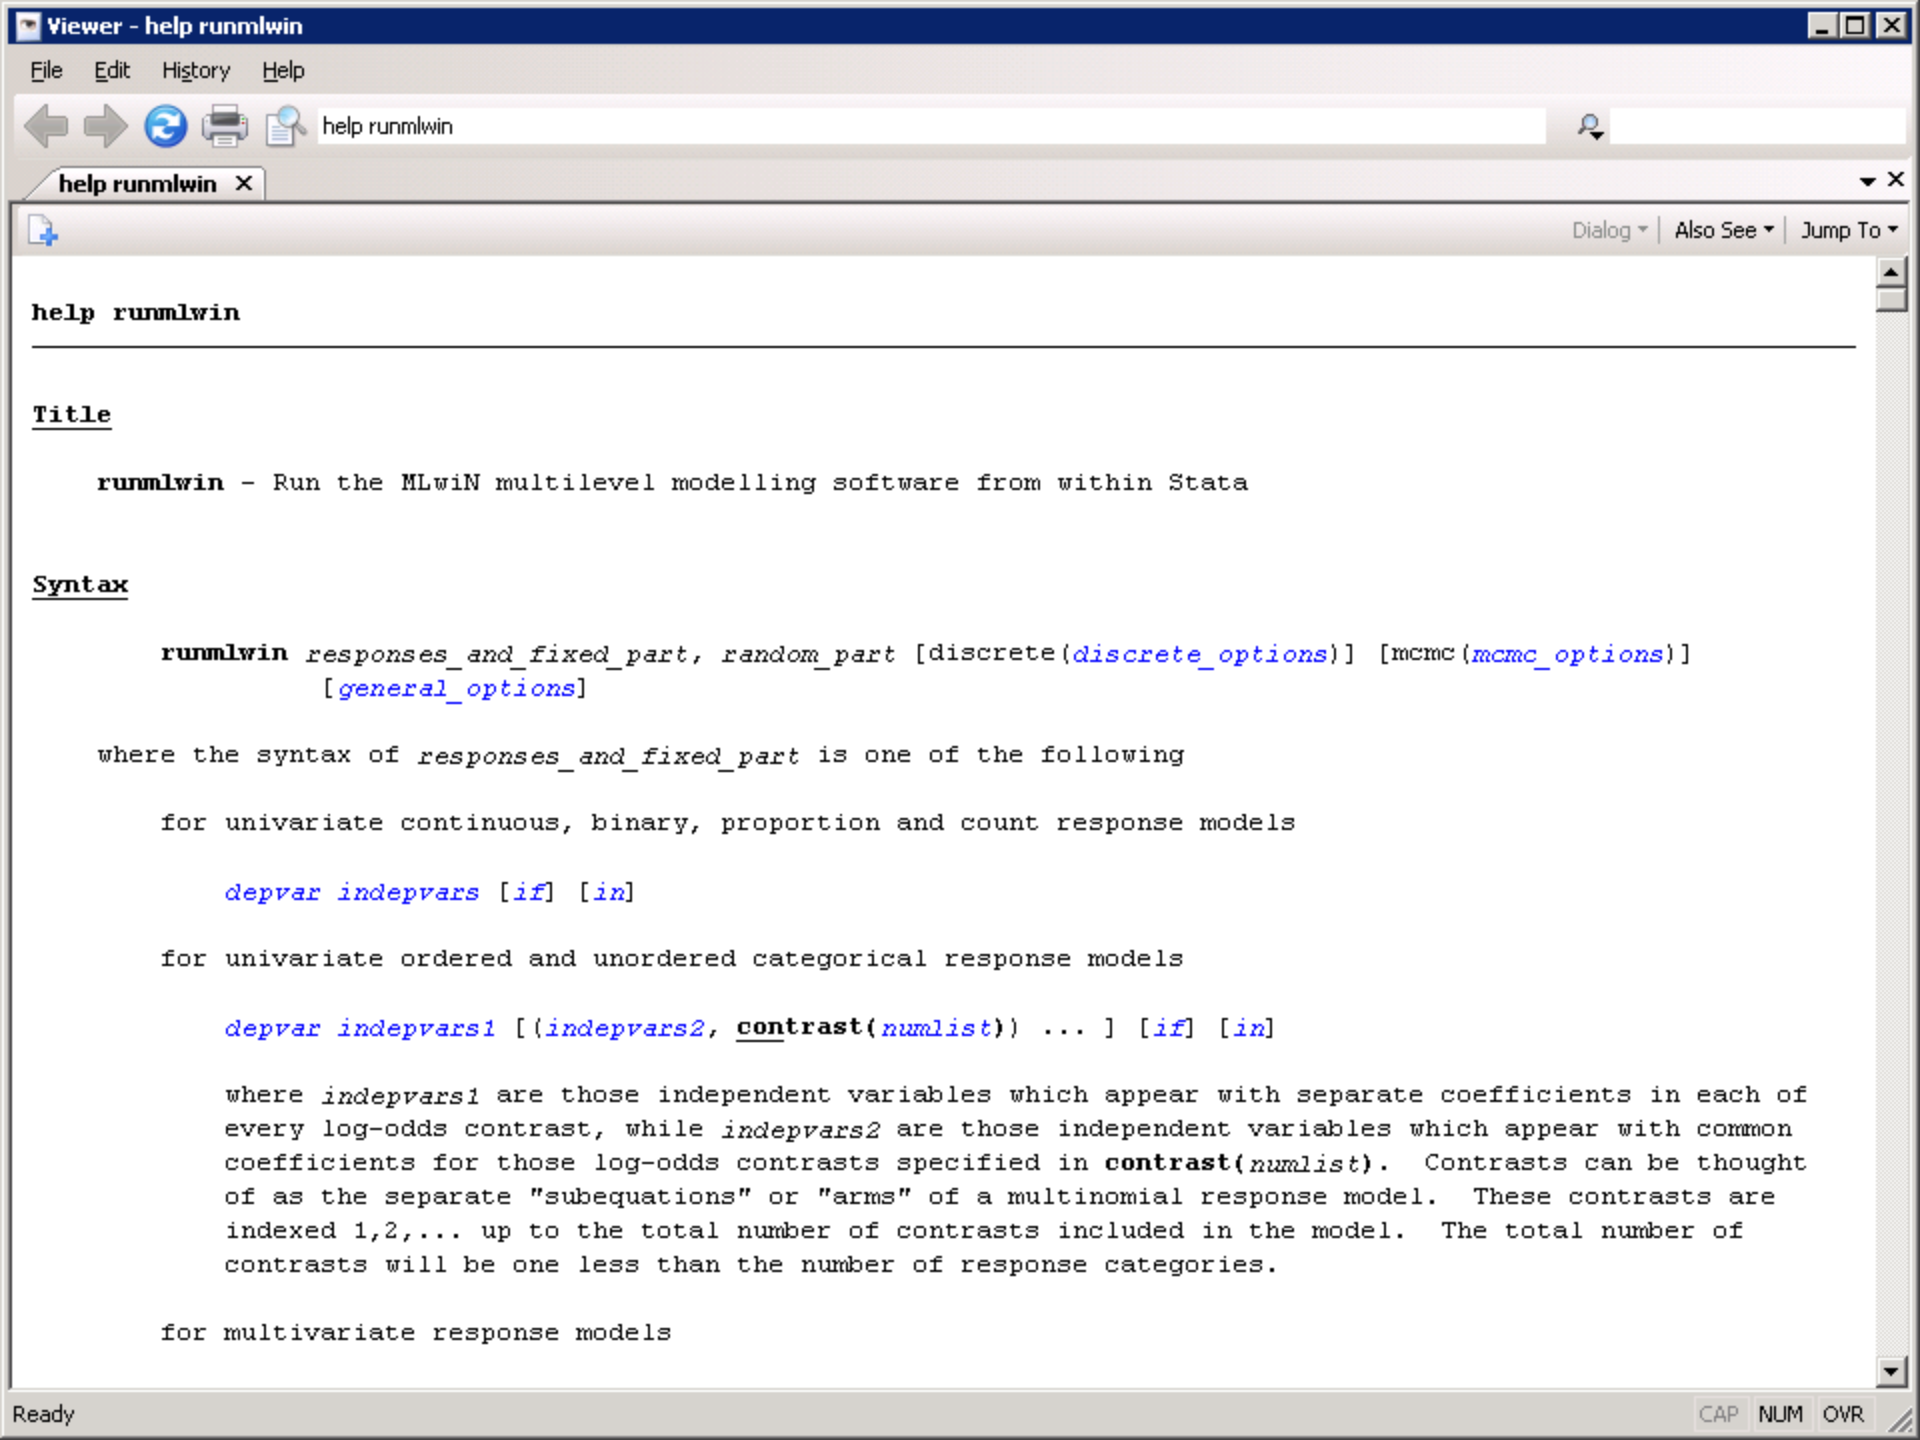 Viewer - help runmlwin
File Edit History Help
help runmlwin
help runmlwin
Dialog Also See Jump To
help runmlwin
Title
runmlwin - Run the MLwiN multilevel modelling software from within Stata
Syntax
runmlwin responses_and_fixed_part, random_part [discrete(discrete_options)] [mcmc(mcmc_options)]
[general_options]
where the syntax of responses_and_fixed_part is one of the following
for univariate continuous, binary, proportion and count response models
depvar indepvars [if] [in]
for univariate ordered and unordered categorical response models
depvar indepvars1 [(indepvars2, contrast(numlist)) ... ] [if] [in]
where indepvars1 are those independent variables which appear with separate coefficients in each of
every log-odds contrast, while indepvars2 are those independent variables which appear with common
coefficients for those log-odds contrasts specified in contrast(numlist).  Contrasts can be thought
of as the separate "subequations" or "arms" of a multinomial response model.  These contrasts are
indexed 1,2,... up to the total number of contrasts included in the model.  The total number of
contrasts will be one less than the number of response categories.
for multivariate response models
Ready CAP NUM OVR